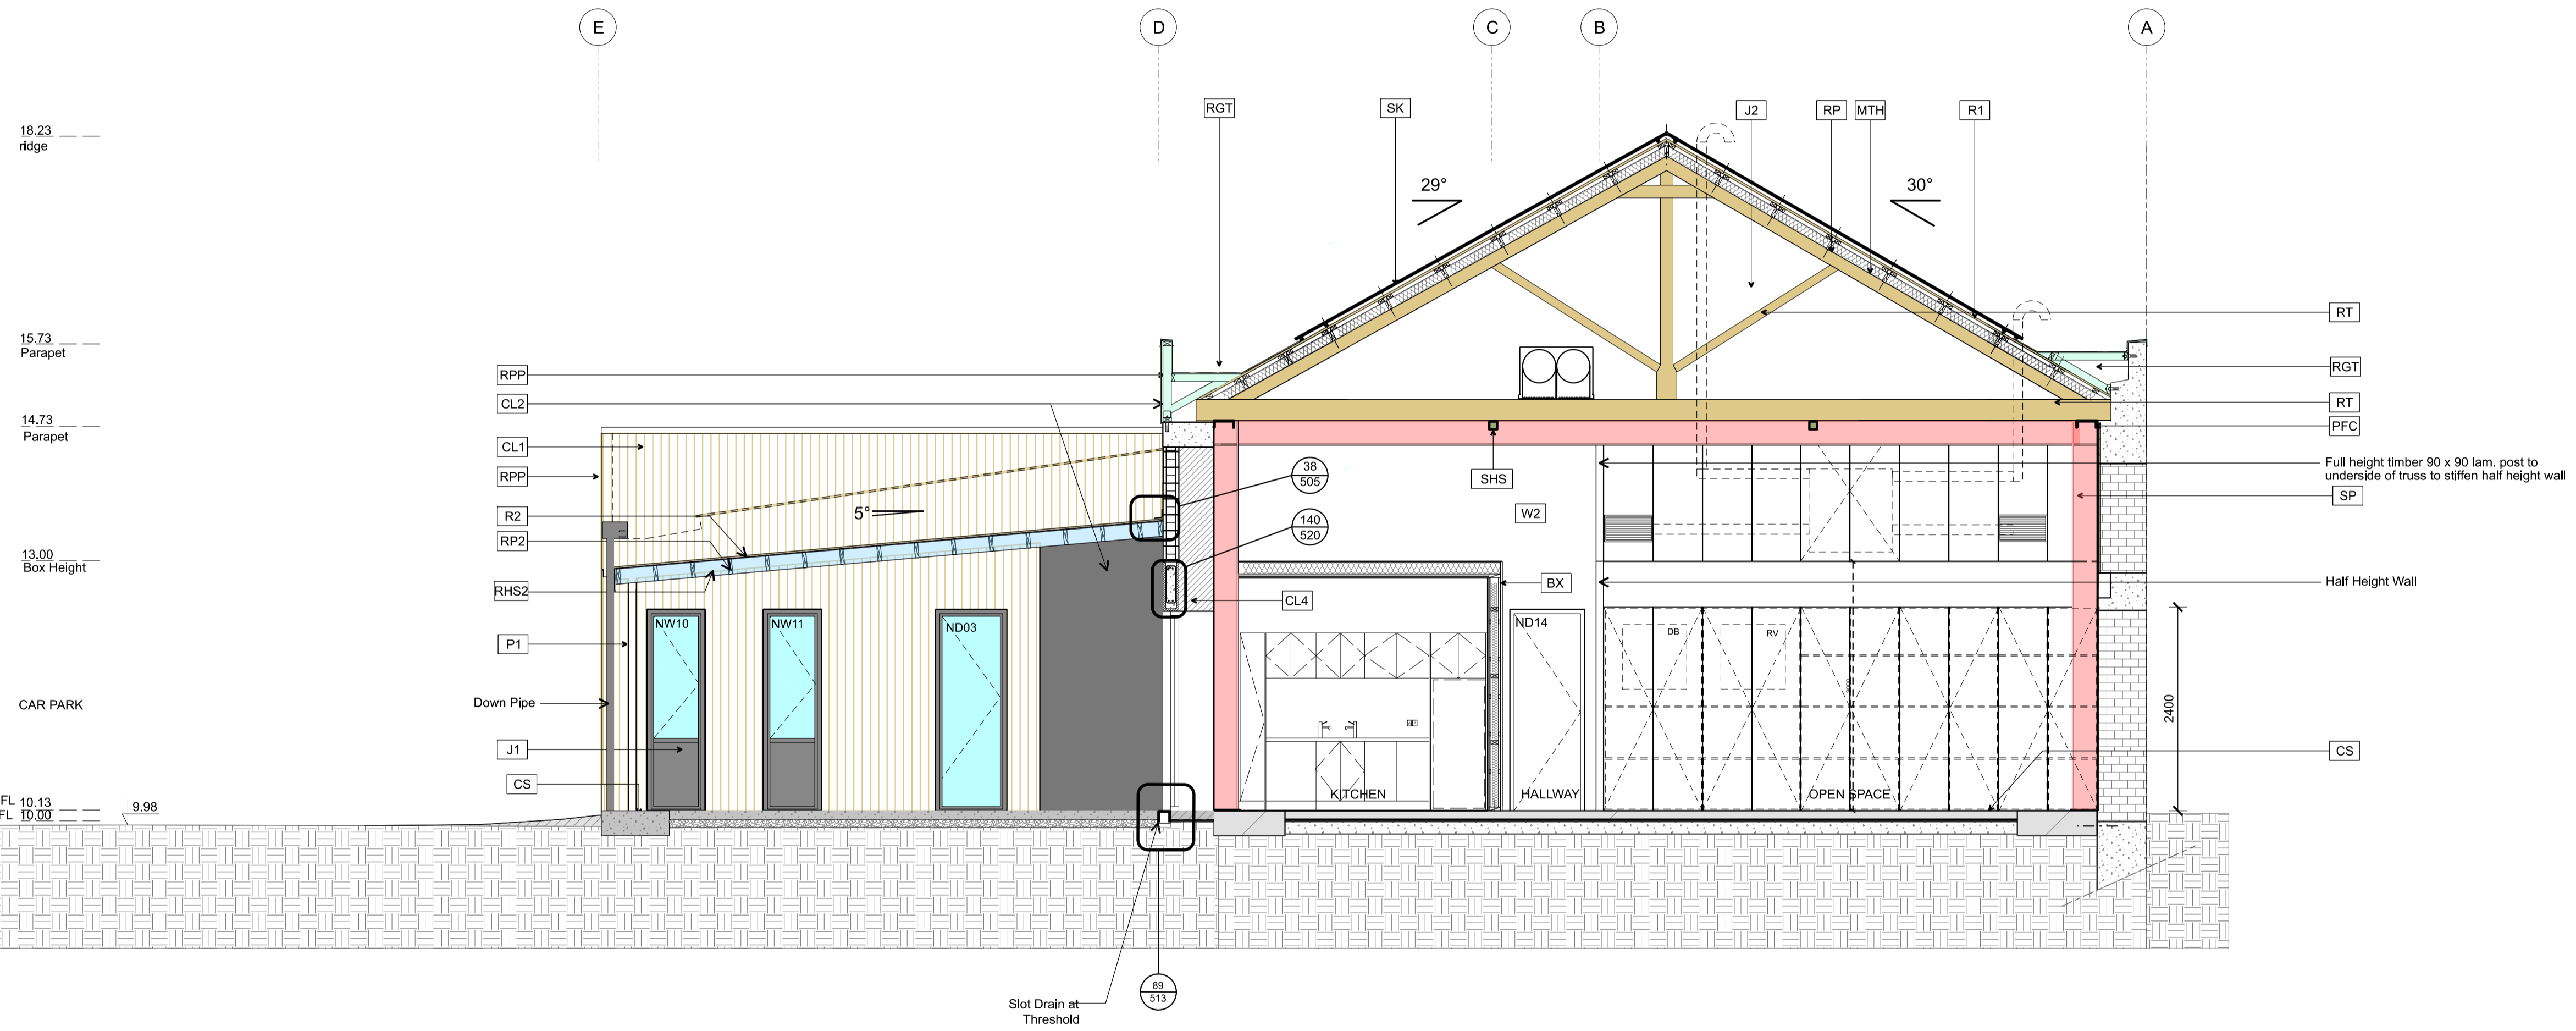 E
D
C
B
A
RGT
SK
J2
RP
MTH
R1
18.23
ridge
29°
30°
RT
15.73
Parapet
RPP
RGT
CL2
RT
14.73
Parapet
PFC
CL1
38
505
Full height timber 90 x 90 lam. post to
underside of truss to stiffen half height wall
RPP
SHS
SP
R2
5°
W2
140
520
RP2
13.00
Box Height
RHS2
BX
Half Height Wall
CL4
NW10
NW11
ND03
ND14
DB
RV
P1
Down Pipe
CAR PARK
2400
J1
CS
CS
KITCHEN
HALLWAY
OPEN SPACE
FL 10.13
FL 10.00
9.98
89
513
Slot Drain at
Threshold